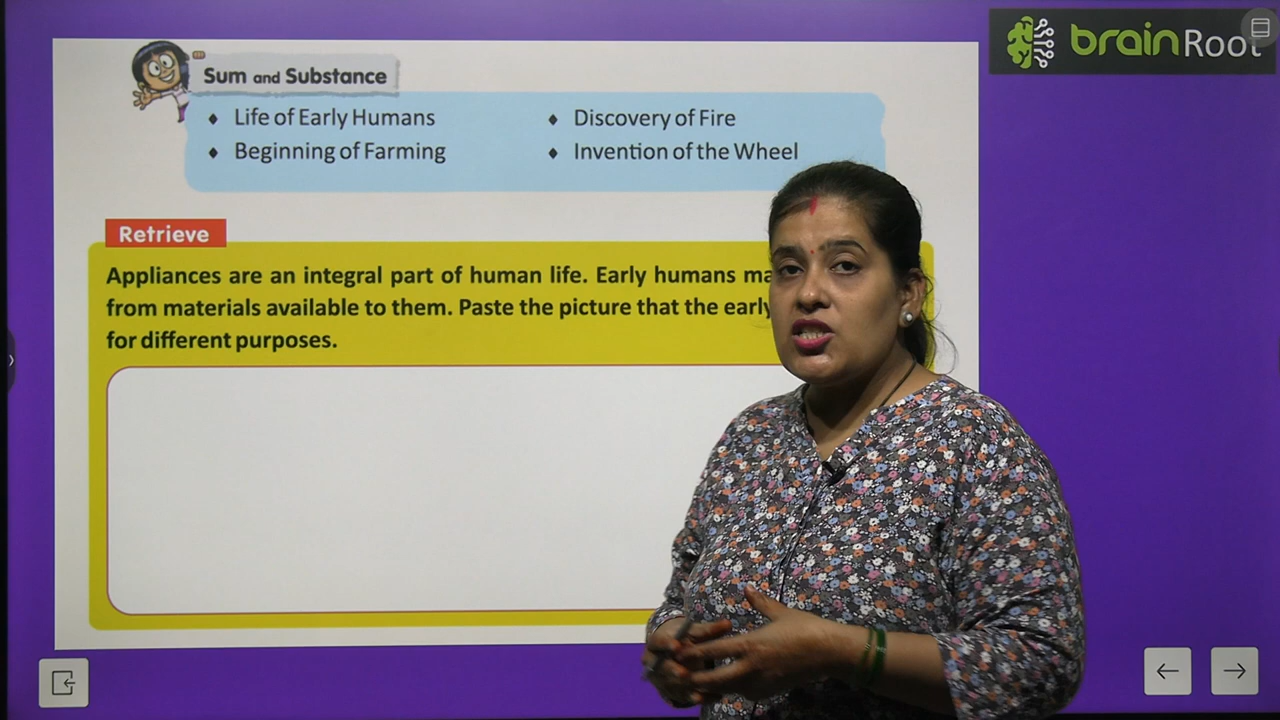 brainRoot
Sum and Substance
Life of Early Humans
Discovery of Fire
Beginning of Farming
Invention of the Wheel
Retrieve
Appliances are an integral part of human life. Early humans
from materials available to them. Paste the picture that the early
for different purposes.